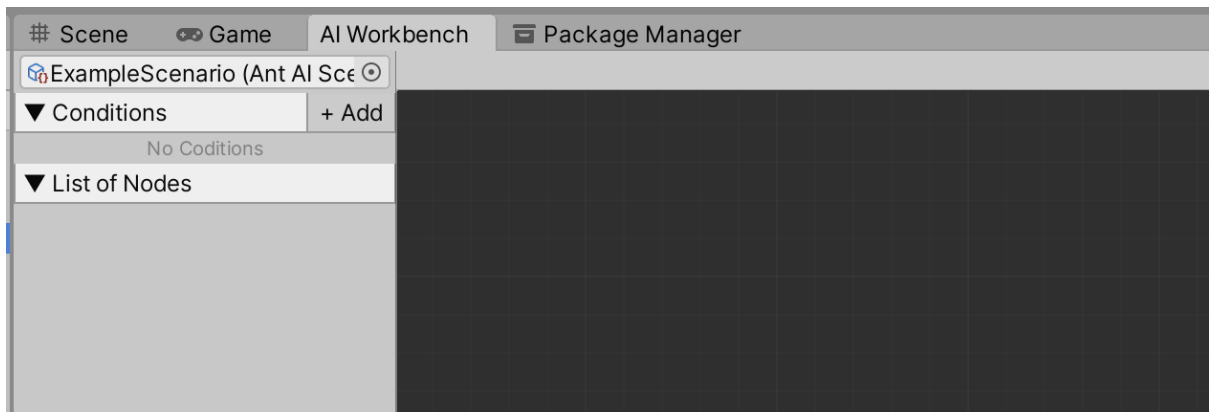 Scene Game AI Workbench Package Manager
ExampleScenario (Ant AI Sce
Conditions + Add
No Coditions
List of Nodes